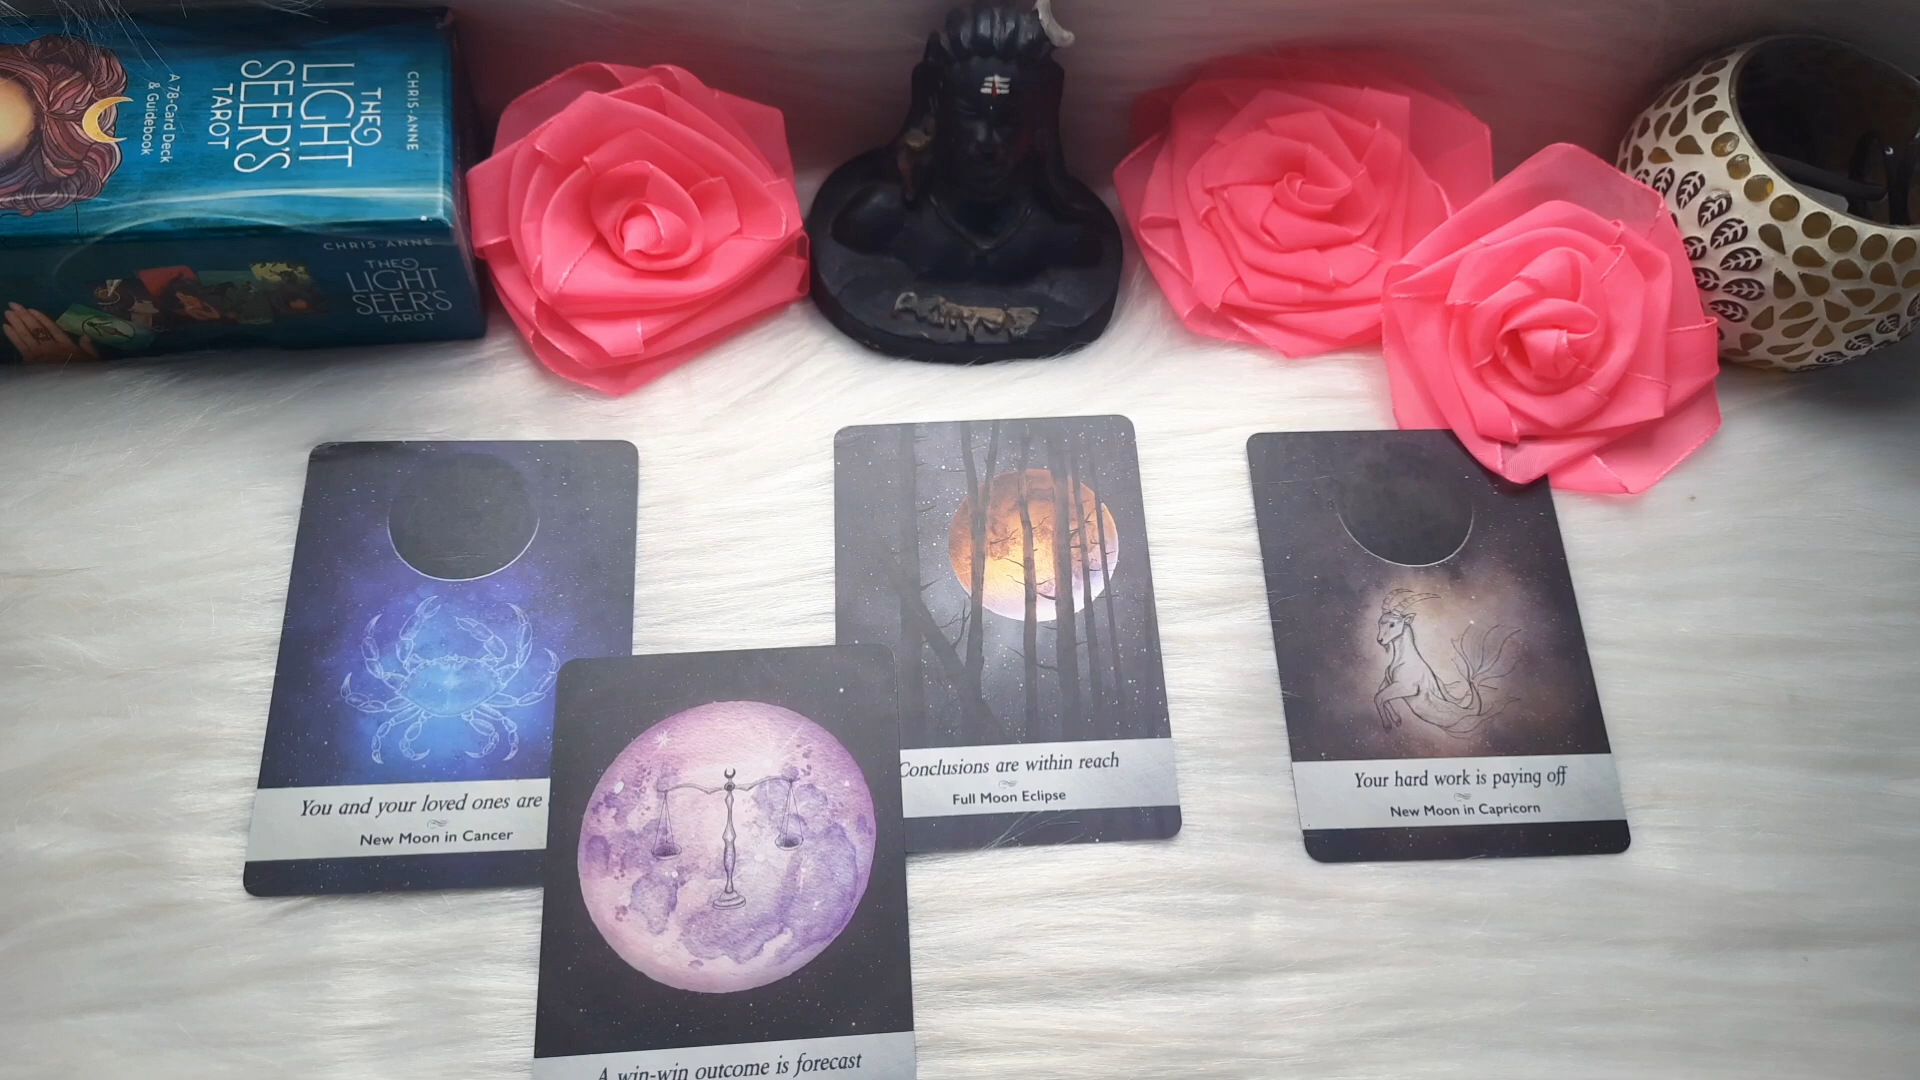 CHRIS-ANNE
THE
LIGHT
SEER'S
TAROT
A 78-Card Deck
& Guidebook
CHRIS-ANNE
THE
LIGHT
SEER'S
TAROT
You and your loved ones are
New Moon in Cancer
Conclusions are within reach
Full Moon Eclipse
Your hard work is paying off
New Moon in Capricorn
A win-win outcome is forecast